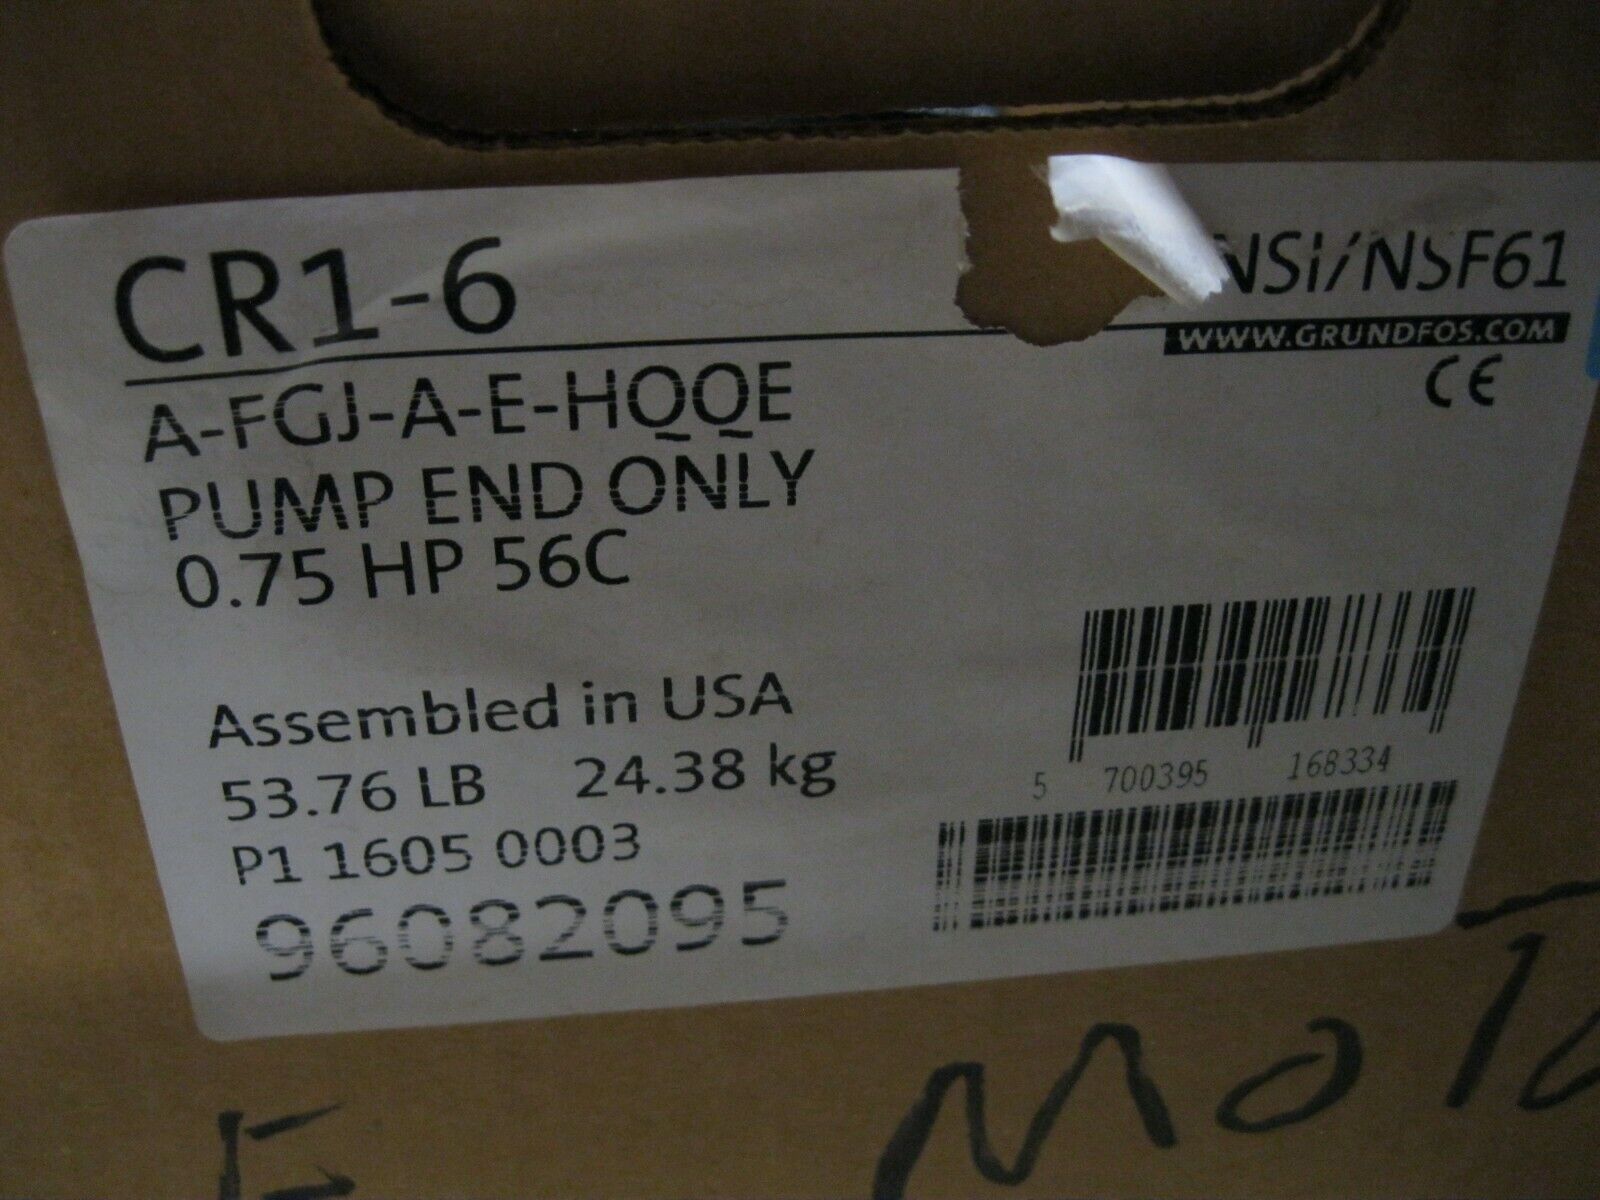 CR1-6
NSI/NSF61
WWW.GRUNDFOS.COM
CE
A-FGJ-A-E-HQQE
PUMP END ONLY
0.75 HP 56C
Assembled in USA
53.76 LB 24.38 kg
P1 1605 0003
96082095
5 700395 168334